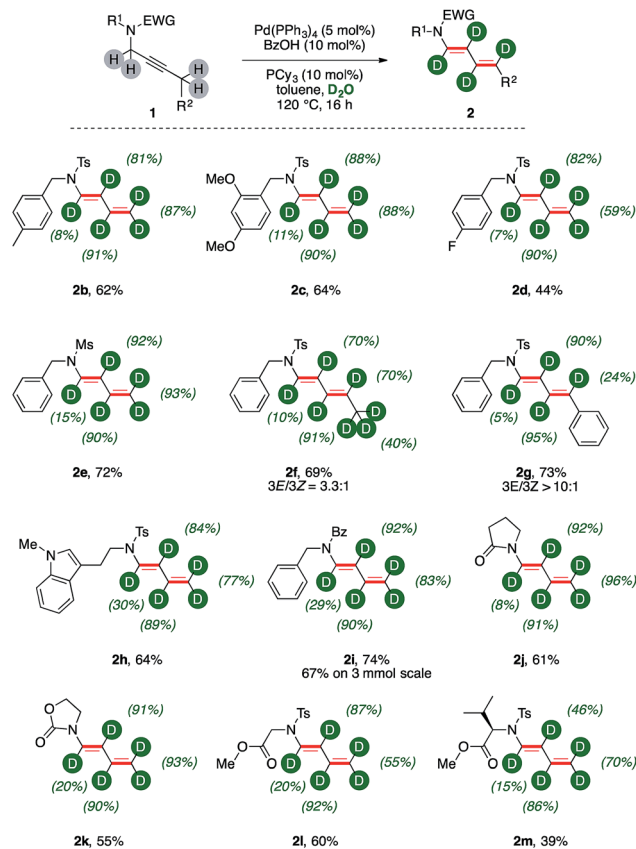 R¹ N EWG
H H
H H
R²
1
Pd(PPh₃)₄ (5 mol%)
BzOH (10 mol%)
PCy₃ (10 mol%)
toluene, D₂O
120 °C, 16 h
EWG
R¹ N D
D D
D R²
2
N Ts (81%)
D
D D (87%)
(8%) D D
(91%)
2b, 62%
MeO N Ts (88%)
D
D D (88%)
OMe (11%) D D
(90%)
2c, 64%
N Ts (82%)
D
D D (59%)
F (7%) D D
(90%)
2d, 44%
N Ms (92%)
D
D D (93%)
(15%) D D
(90%)
2e, 72%
N Ts (70%)
D
D (70%)
(10%) D D
(91%) D D (40%)
2f, 69%
3E/3Z = 3.3:1
N Ts (90%)
D
D D (24%)
(5%) D
(95%)
2g, 73%
3E/3Z > 10:1
Me N
N Ts (84%)
D
D D (77%)
(30%) D D
(89%)
2h, 64%
N Bz (92%)
D
D D (83%)
(29%) D D
(90%)
2i, 74%
67% on 3 mmol scale
O N (92%)
D
D D (96%)
(8%) D D
(91%)
2j, 61%
O O N (91%)
D
D D (93%)
(20%) D D
(90%)
2k, 55%
N Ts (87%)
D
MeO O D D (55%)
(20%) D D
(92%)
2l, 60%
N Ts (46%)
D
MeO O D D (70%)
(15%) D D
(86%)
2m, 39%